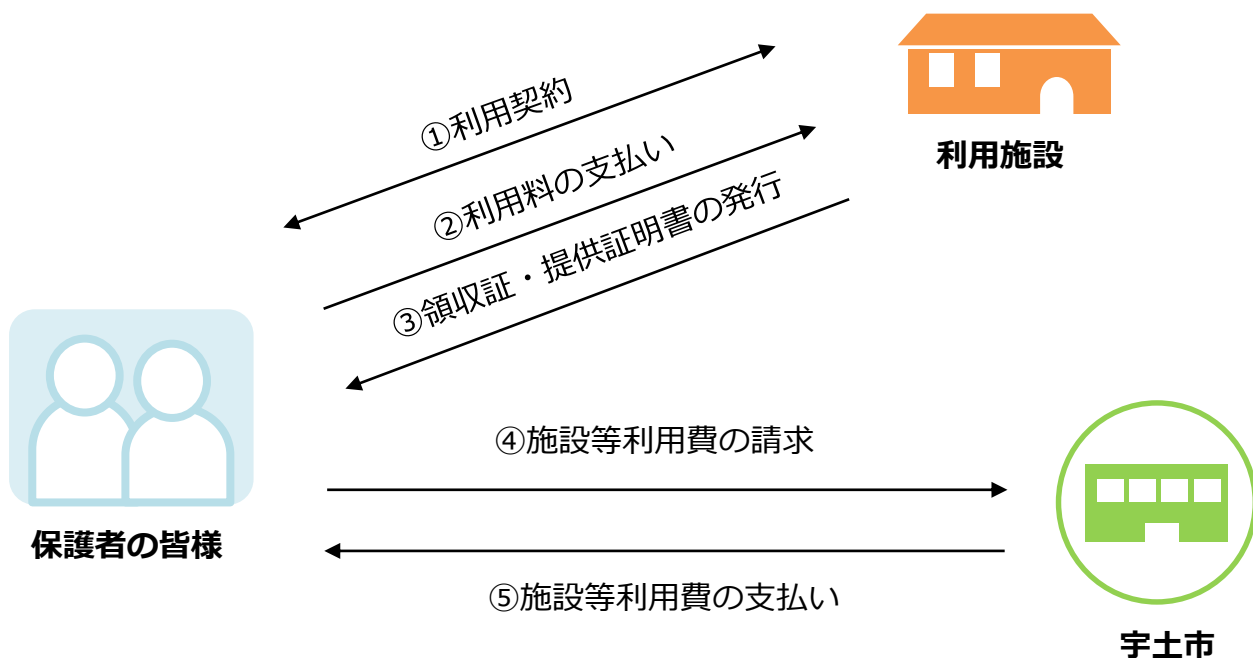 ①利用契約
②利用料の支払い
③領収証・提供証明書の発行
利用施設
④施設等利用費の請求
⑤施設等利用費の支払い
保護者の皆様
宇土市